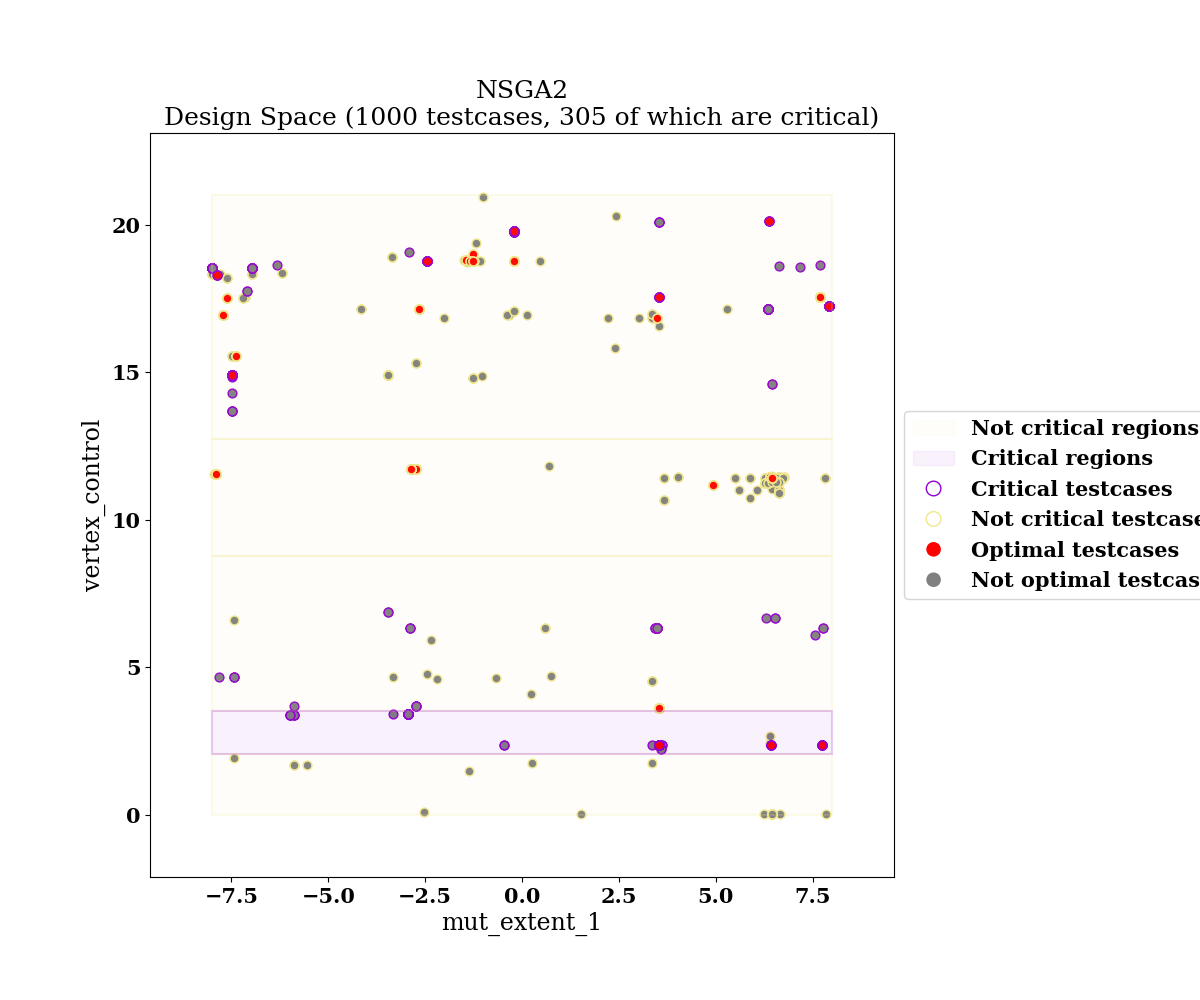 NSGA2
Design Space (1000 testcases, 305 of which are critical)
vertex_control
20
15
10
5
0
−7.5 −5.0 −2.5 0.0 2.5 5.0 7.5
mut_extent_1
Not critical regions
Critical regions
Critical testcases
Not critical testcase
Optimal testcases
Not optimal testcas